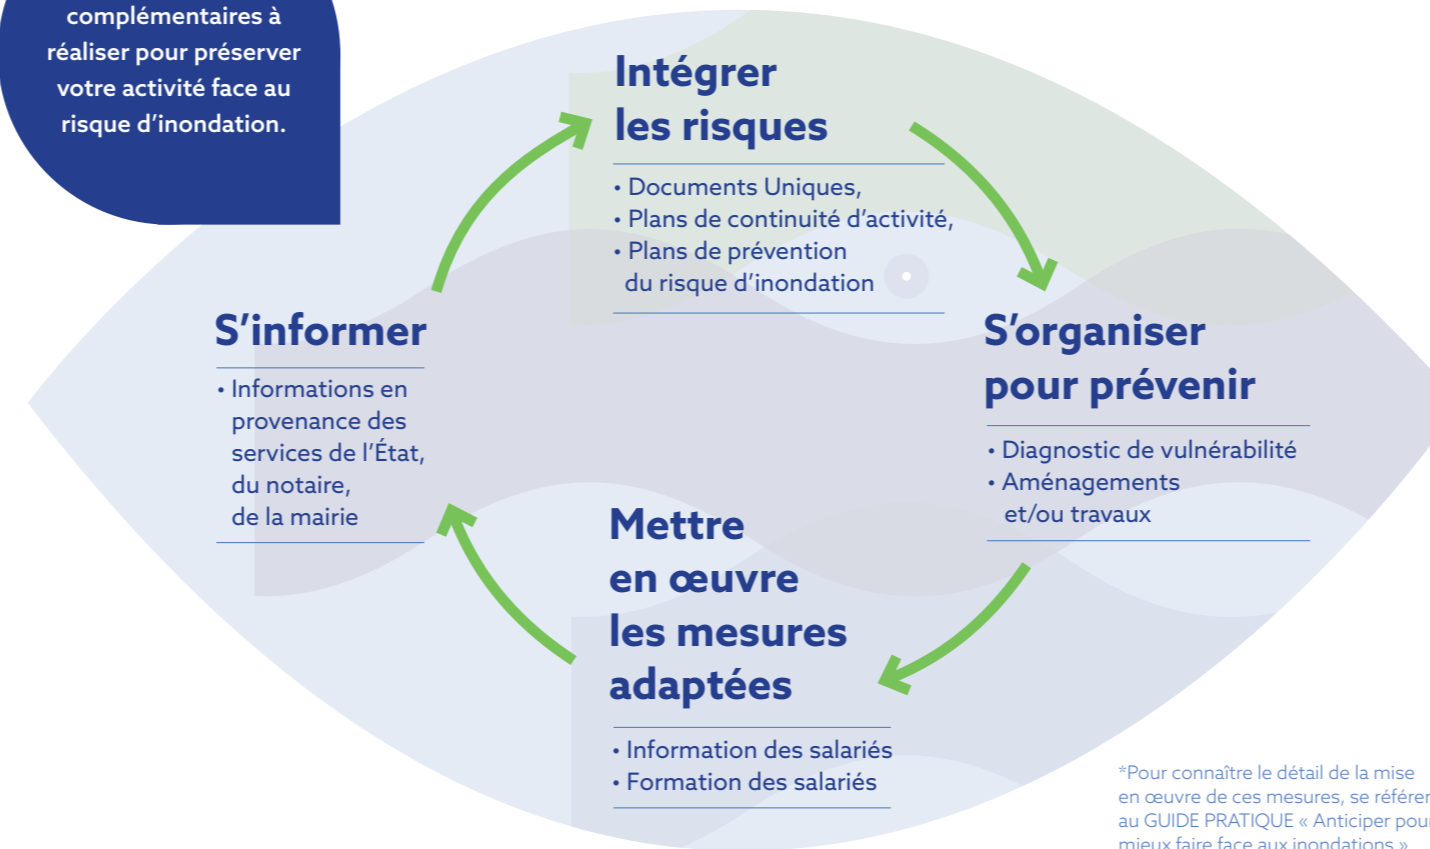 complémentaires à
réaliser pour préserver
votre activité face au
risque d’inondation.
Intégrer
les risques
• Documents Uniques,
• Plans de continuité d’activité,
• Plans de prévention
du risque d’inondation
S’informer
• Informations en
provenance des
services de l’État,
du notaire,
de la mairie
S’organiser
pour prévenir
• Diagnostic de vulnérabilité
• Aménagements
et/ou travaux
Mettre
en œuvre
les mesures
adaptées
• Information des salariés
• Formation des salariés
*Pour connaître le détail de la mise
en œuvre de ces mesures, se référer
au GUIDE PRATIQUE « Anticiper pour
mieux faire face aux inondations »